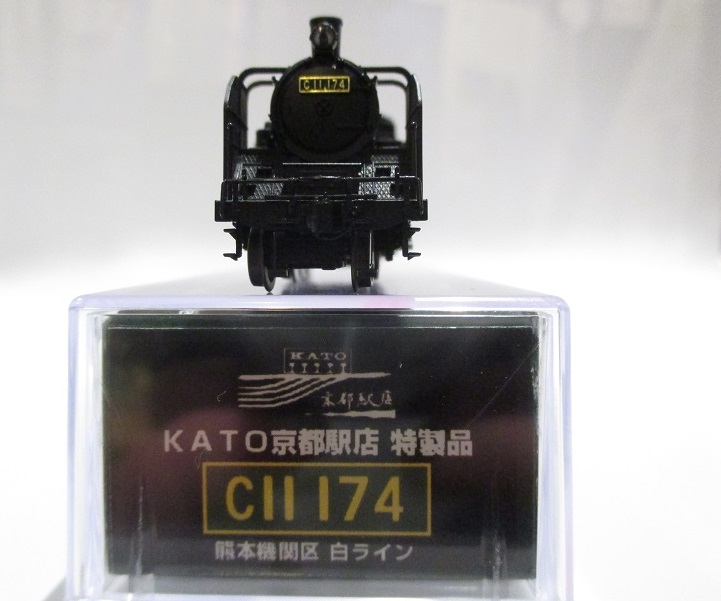 C11 174
KATO
京都駅店
KATO京都駅店 特製品
C11 174
熊本機関区 白ライン